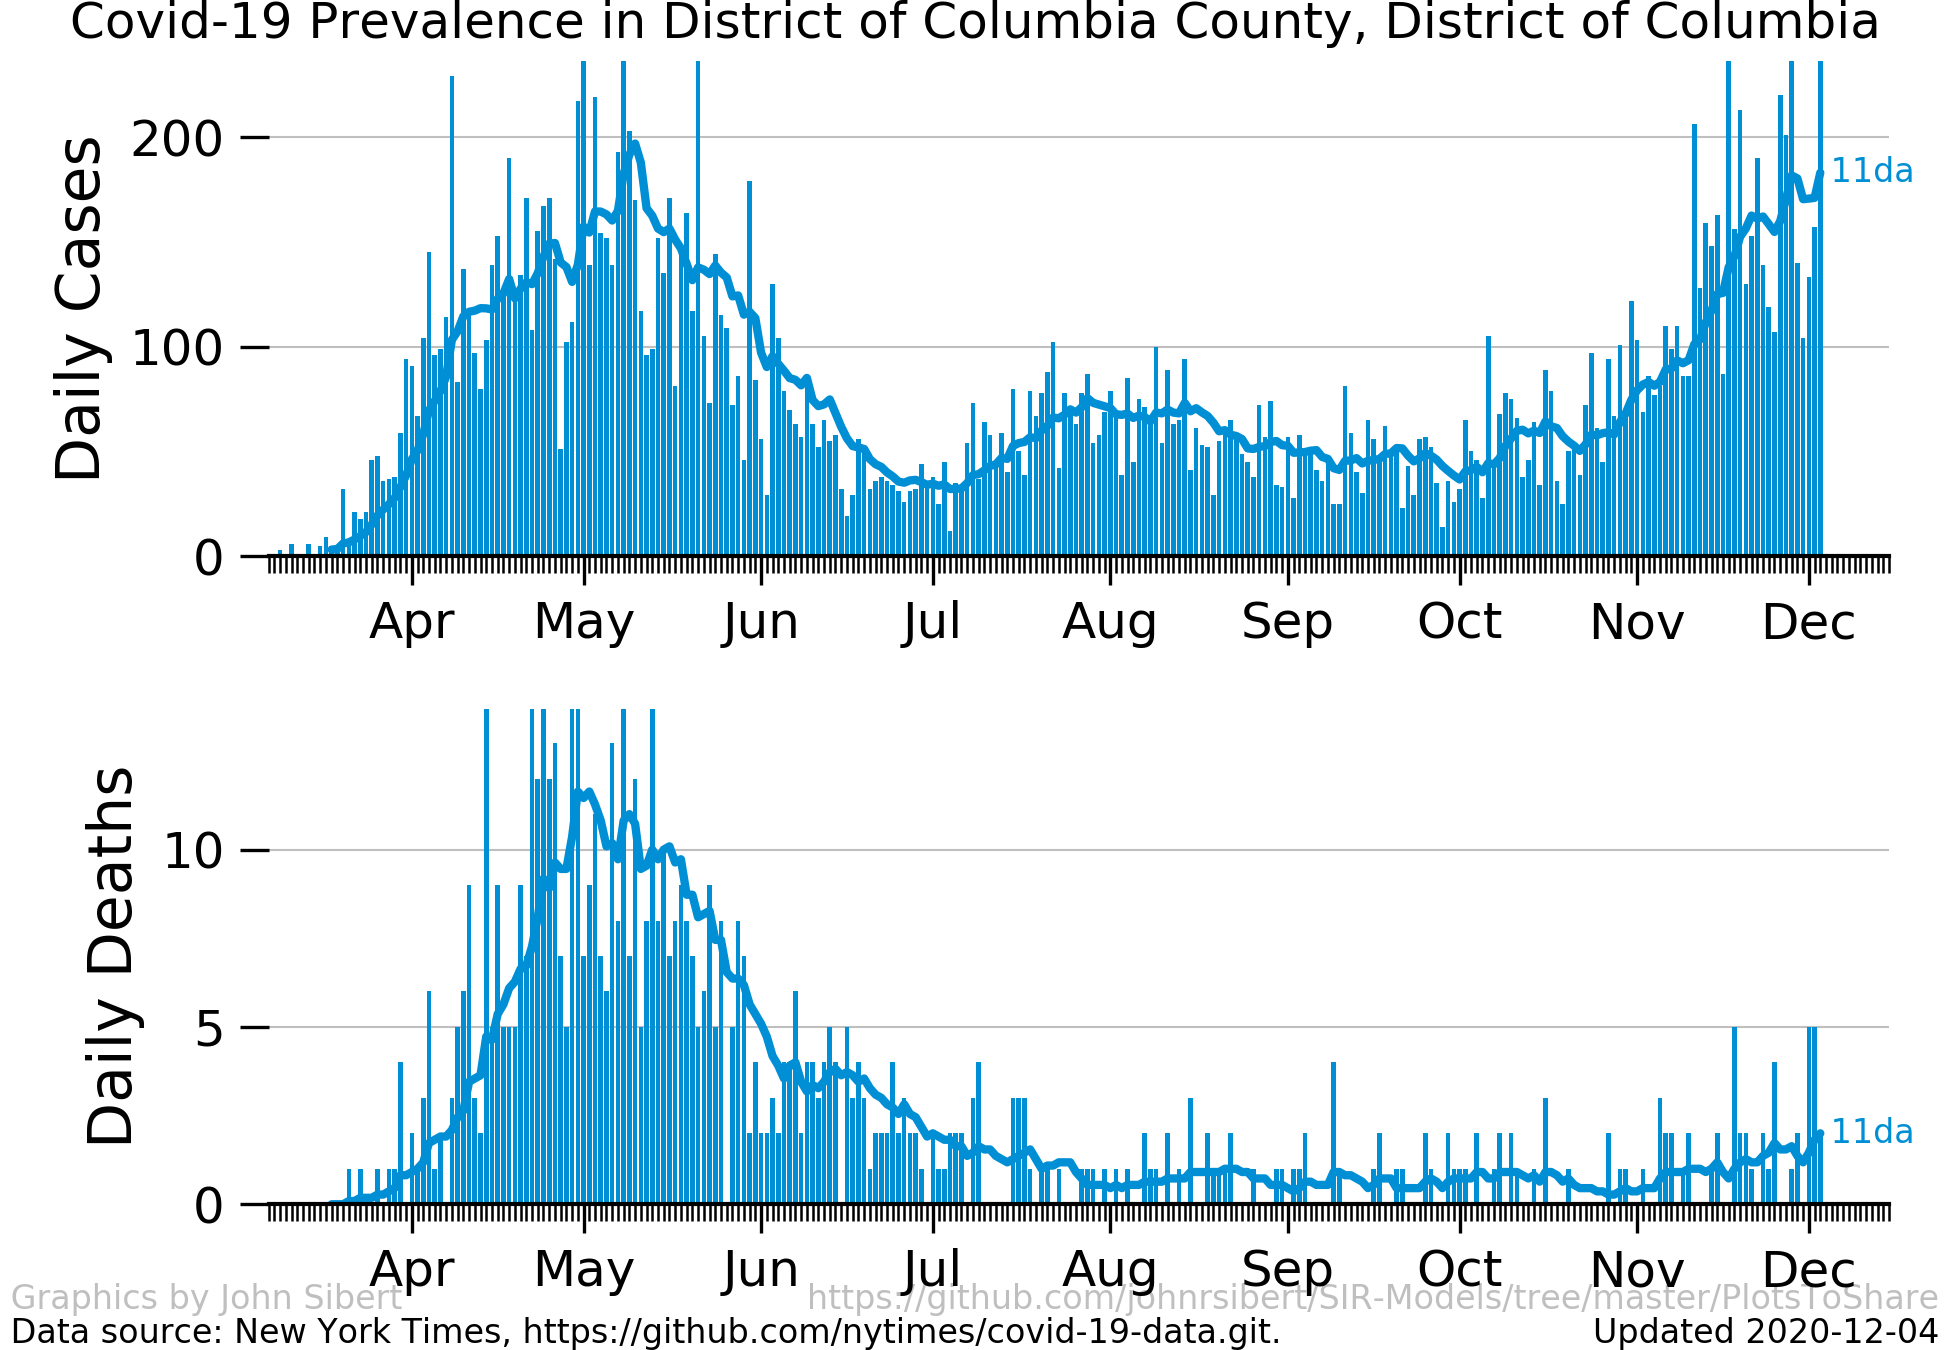 Covid-19 Prevalence in District of Columbia County, District of Columbia
Daily Cases
200
100
0
11da
Apr May Jun Jul Aug Sep Oct Nov Dec
Daily Deaths
10
5
0
11da
Apr May Jun Jul Aug Sep Oct Nov Dec
Graphics by John Sibert https://github.com/johnrsibert/SIR-Models/tree/master/PlotsToShare
Data source: New York Times, https://github.com/nytimes/covid-19-data.git. Updated 2020-12-04